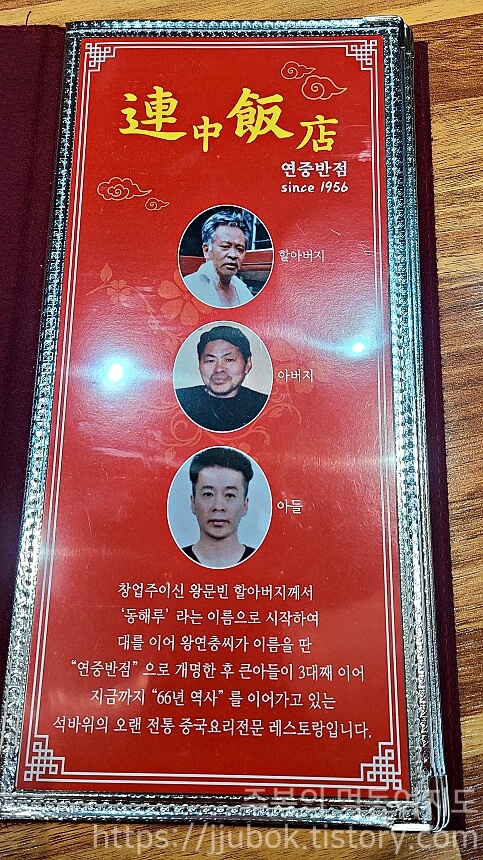 連中飯店
연중반점
since 1956
할아버지
아버지
아들
창업주이신 왕문빈 할아버지께서
‘동해루’ 라는 이름으로 시작하여
대를 이어 왕연충씨가 이름을 딴
“연중반점” 으로 개명한 후 큰아들이 3대째 이어
지금까지 “66년 역사” 를 이어가고 있는
석바위의 오랜 전통 중국요리전문 레스토랑입니다.
https://jjubok.tistory.com